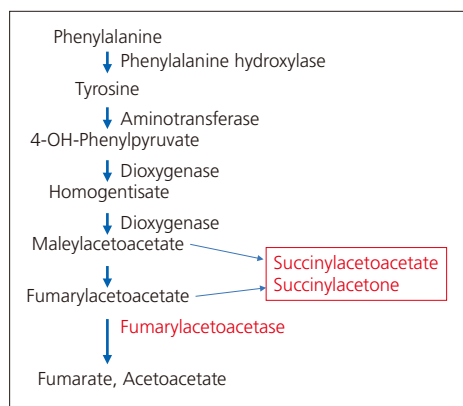 Phenylalanine
Phenylalanine hydroxylase
Tyrosine
Aminotransferase
4-OH-Phenylpyruvate
Dioxygenase
Homogentisate
Dioxygenase
Maleylacetoacetate
Succinylacetoacetate
Succinylacetone
Fumarylacetoacetate
Fumarylacetoacetase
Fumarate, Acetoacetate